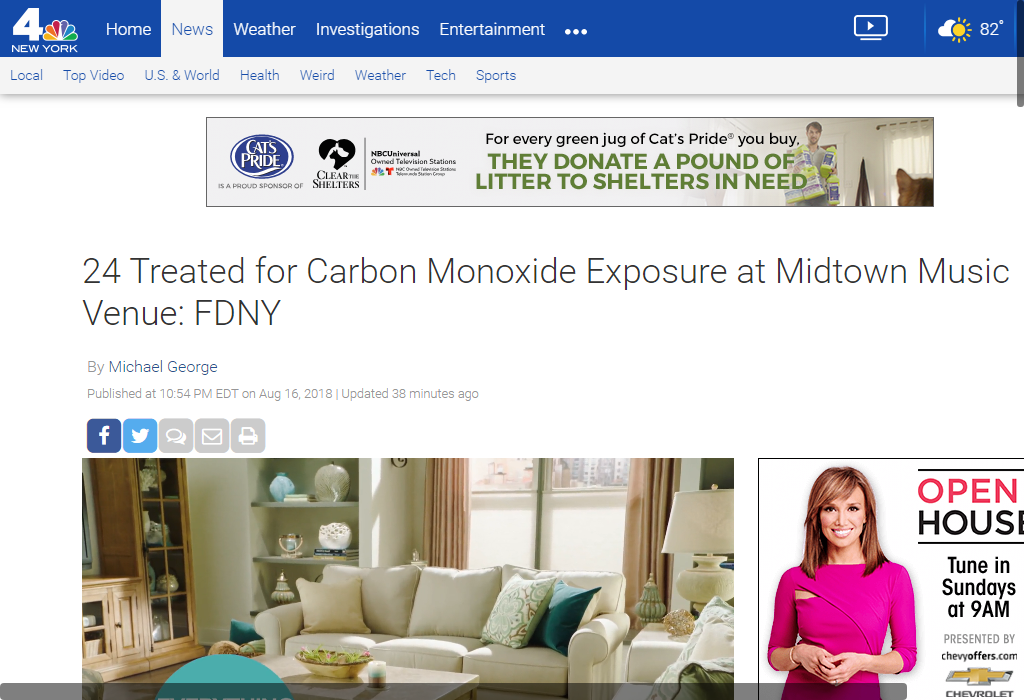 4
NEW YORK
Home
News
Weather
Investigations
Entertainment
82°
Local
Top Video
U.S. & World
Health
Weird
Weather
Tech
Sports
CAT'S PRIDE
IS A PROUD SPONSOR OF
CLEAR THE SHELTERS
NBCUniversal
Owned Television Stations
NBC Owned Television Stations
Telemundo Station Group
For every green jug of Cat's Pride® you buy,
THEY DONATE A POUND OF
LITTER TO SHELTERS IN NEED
24 Treated for Carbon Monoxide Exposure at Midtown Music
Venue: FDNY
By Michael George
Published at 10:54 PM EDT on Aug 16, 2018 | Updated 38 minutes ago
OPEN
HOUSE
Tune in
Sundays
at 9AM
PRESENTED BY
chevyoffers.com
CHEVROLET
EVERYTHING